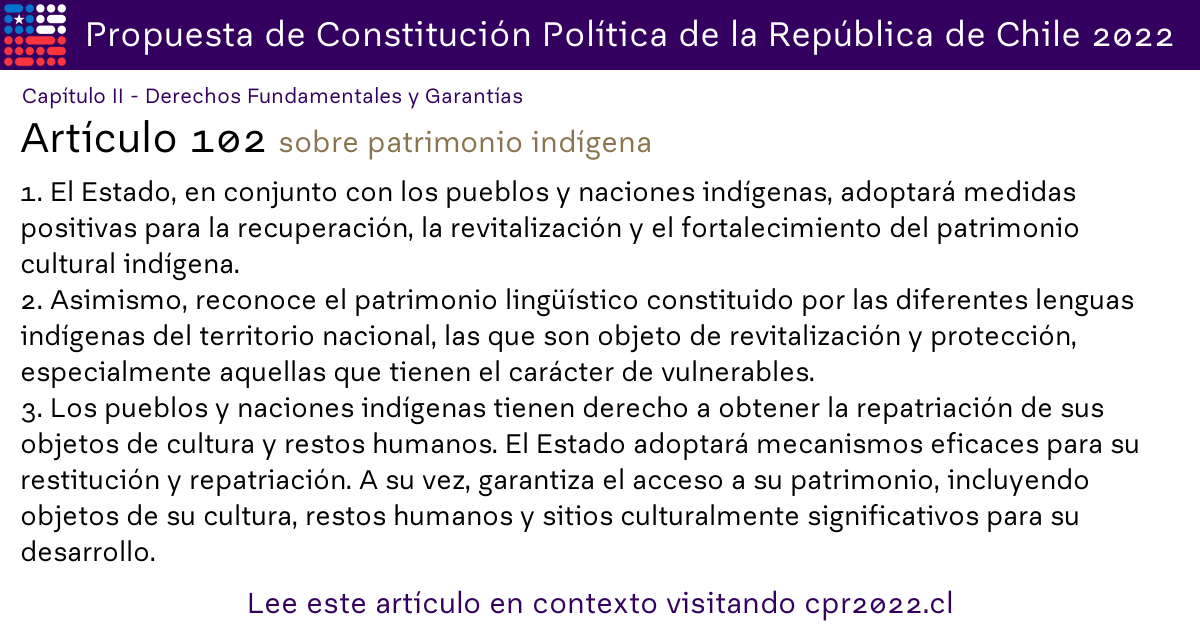 Propuesta de Constitución Política de la República de Chile 2022
Capítulo II - Derechos Fundamentales y Garantías
Artículo 102 sobre patrimonio indígena
1. El Estado, en conjunto con los pueblos y naciones indígenas, adoptará medidas
positivas para la recuperación, la revitalización y el fortalecimiento del patrimonio
cultural indígena.
2. Asimismo, reconoce el patrimonio lingüístico constituido por las diferentes lenguas
indígenas del territorio nacional, las que son objeto de revitalización y protección,
especialmente aquellas que tienen el carácter de vulnerables.
3. Los pueblos y naciones indígenas tienen derecho a obtener la repatriación de sus
objetos de cultura y restos humanos. El Estado adoptará mecanismos eficaces para su
restitución y repatriación. A su vez, garantiza el acceso a su patrimonio, incluyendo
objetos de su cultura, restos humanos y sitios culturalmente significativos para su
desarrollo.
Lee este artículo en contexto visitando cpr2022.cl